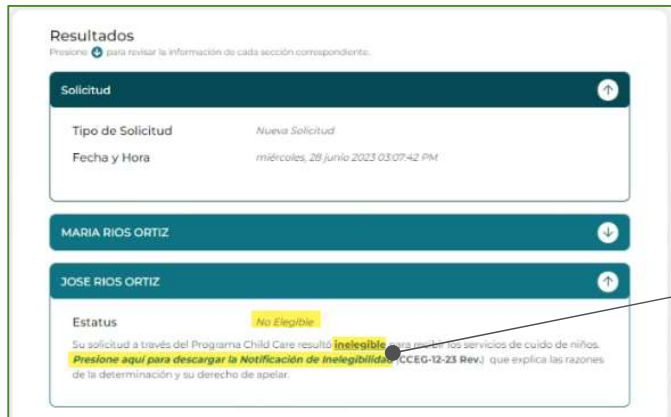 Resultados
Presione para revisar la información de cada sección correspondiente.
Solicitud
Tipo de Solicitud Nueva Solicitud
Fecha y Hora miércoles, 28 junio 2023 03:07:42 PM
MARIA RIOS ORTIZ
JOSE RIOS ORTIZ
Estatus No Elegible
Su solicitud a través del Programa Child Care resultó inelegible para recibir los servicios de cuido de niños.
Presione aquí para descargar la Notificación de Inelegibilidad (CCEG-12-23 Rev.) que explica las razones
de la determinación y su derecho de apelar.